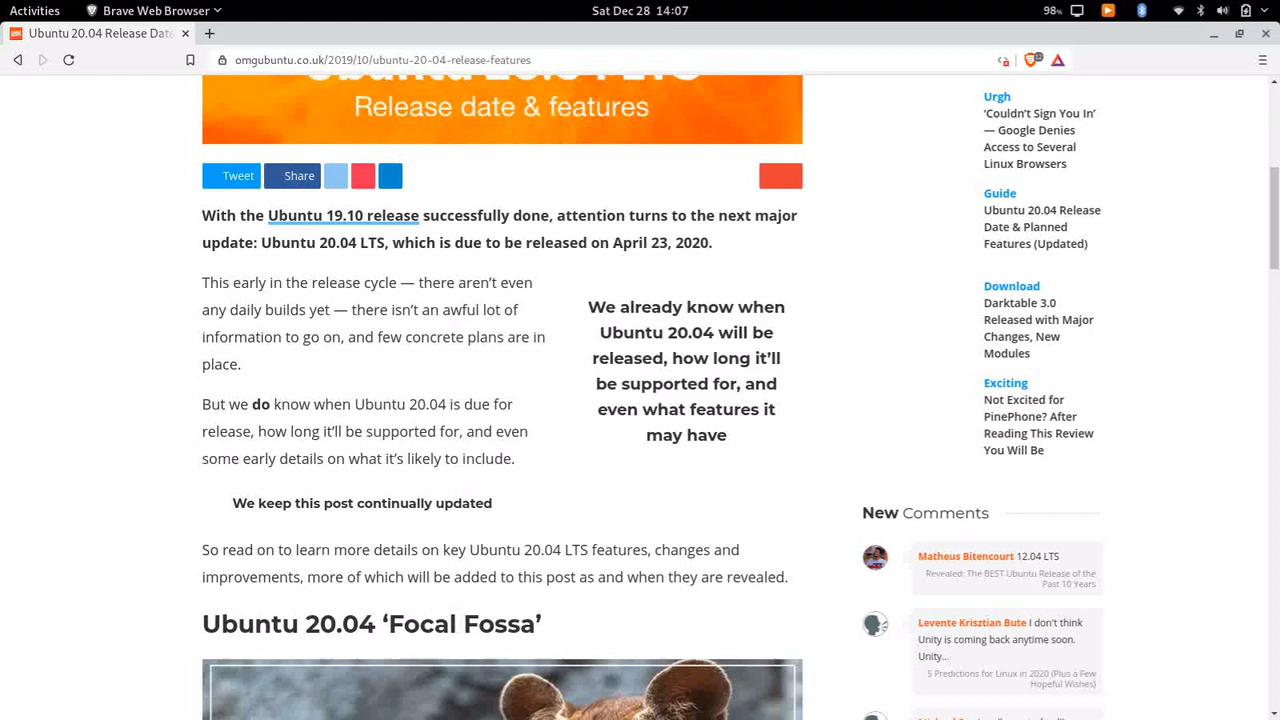 Activities
Brave Web Browser
Sat Dec 28 14:07
98%
Ubuntu 20.04 Release Date
omgubuntu.co.uk/2019/10/ubuntu-20-04-release-features
Release date & features
Tweet
Share
With the Ubuntu 19.10 release successfully done, attention turns to the next major
update: Ubuntu 20.04 LTS, which is due to be released on April 23, 2020.
This early in the release cycle — there aren’t even
any daily builds yet — there isn’t an awful lot of
information to go on, and few concrete plans are in
place.
We already know when
Ubuntu 20.04 will be
released, how long it’ll
be supported for, and
even what features it
may have
But we do know when Ubuntu 20.04 is due for
release, how long it’ll be supported for, and even
some early details on what it’s likely to include.
We keep this post continually updated
So read on to learn more details on key Ubuntu 20.04 LTS features, changes and
improvements, more of which will be added to this post as and when they are revealed.
Ubuntu 20.04 ‘Focal Fossa’
Urgh
‘Couldn’t Sign You In’
— Google Denies
Access to Several
Linux Browsers
Guide
Ubuntu 20.04 Release
Date & Planned
Features (Updated)
Download
Darktable 3.0
Released with Major
Changes, New
Modules
Exciting
Not Excited for
PinePhone? After
Reading This Review
You Will Be
New Comments
Matheus Bitencourt 12.04 LTS
Revealed: The BEST Ubuntu Release of the
Past 10 Years
Levente Krisztian Bute I don't think
Unity is coming back anytime soon.
Unity...
5 Predictions for Linux in 2020 (Plus a Few
Hopeful Wishes)